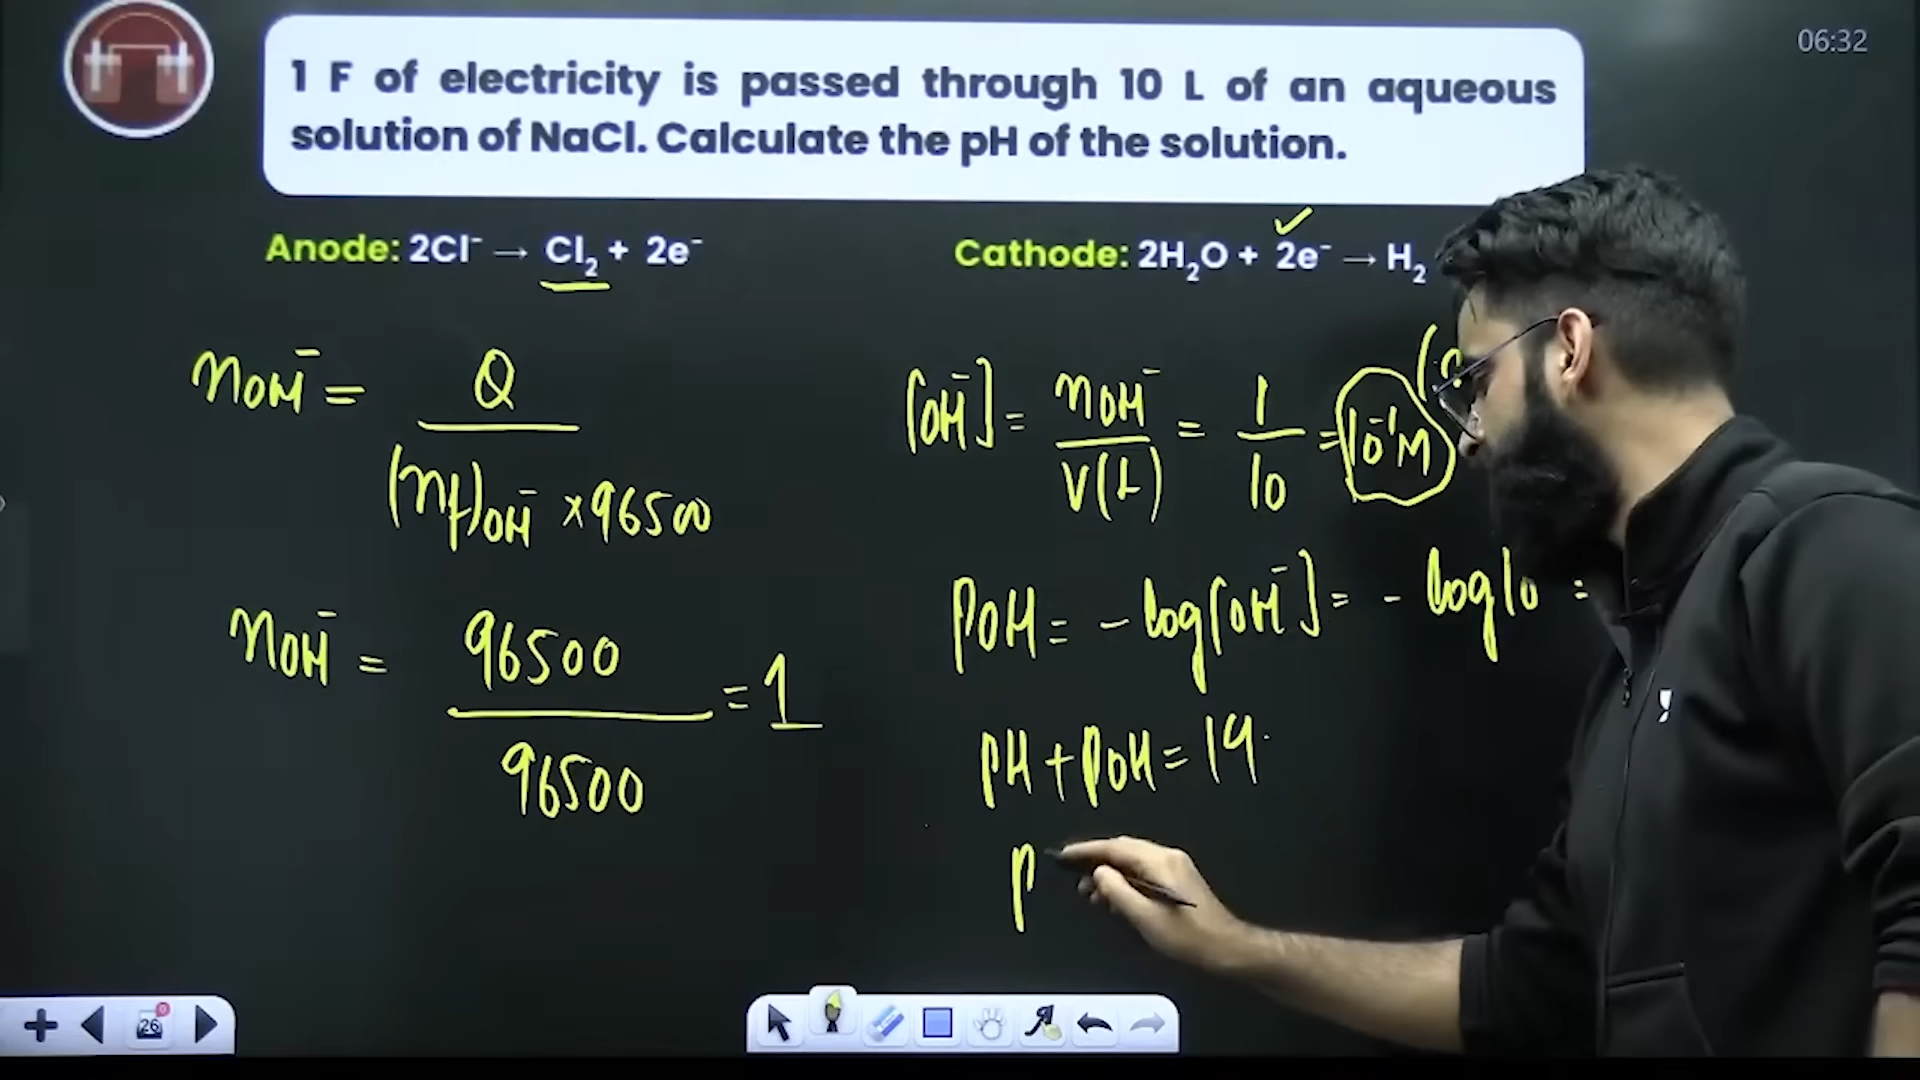 06:32
1 F of electricity is passed through 10 L of an aqueous
solution of NaCl. Calculate the pH of the solution.
Anode: 2Cl⁻ → Cl₂ + 2e⁻
Cathode: 2H₂O + 2e⁻ → H₂
nOH⁻ = Q / (nf)OH⁻ × 96500
[OH⁻] = nOH⁻ / V(L) = 1 / 10 = 10⁻¹M
nOH⁻ = 96500 / 96500 = 1
POH = - log[OH⁻] = - log10 =
PH + POH = 14
P
26
0